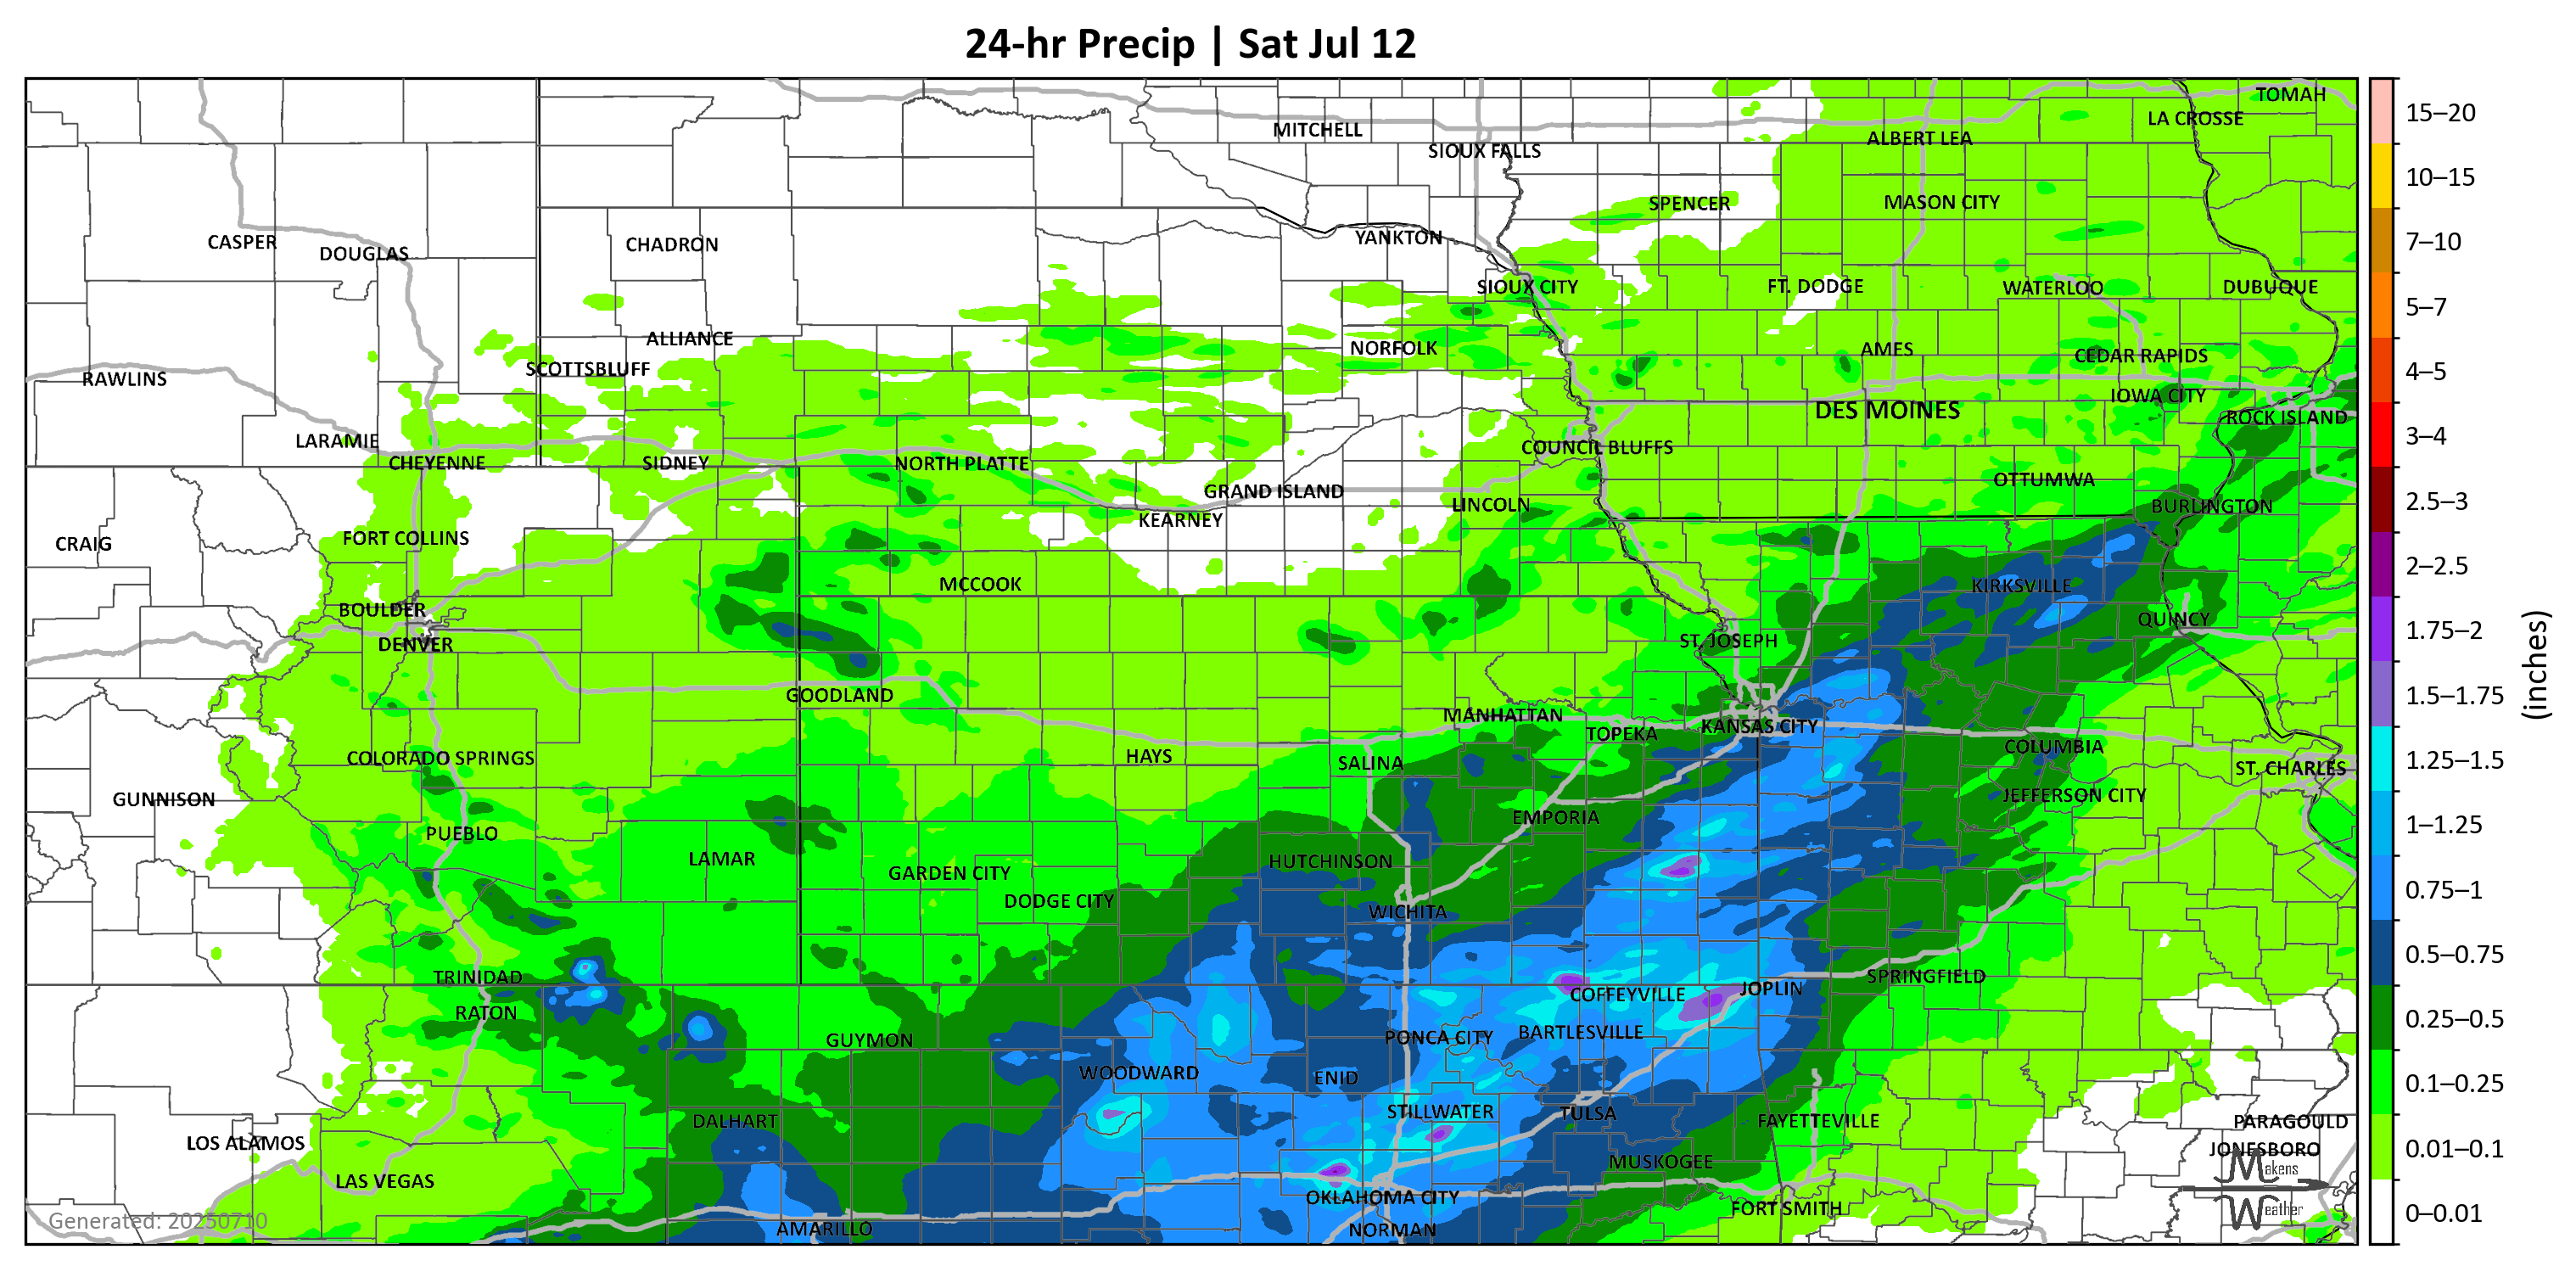 24-hr Precip | Sat Jul 12
TOMAH
LA CROSSE
MITCHELL
ALBERT LEA
SIOUX FALLS
SPENCER
MASON CITY
YANKTON
CASPER
CHADRON
DOUGLAS
SIOUX CITY
FT. DODGE
WATERLOO
DUBUQUE
ALLIANCE
NORFOLK
AMES
CEDAR RAPIDS
SCOTTSBLUFF
RAWLINS
IOWA CITY
DES MOINES
ROCK ISLAND
LARAMIE
COUNCIL BLUFFS
CHEYENNE
SIDNEY
NORTH PLATTE
OTTUMWA
GRAND ISLAND
LINCOLN
BURLINGTON
KEARNEY
FORT COLLINS
CRAIG
MCCOOK
KIRKSVILLE
BOULDER
QUINCY
DENVER
ST. JOSEPH
GOODLAND
MANHATTAN
KANSAS CITY
TOPEKA
COLUMBIA
COLORADO SPRINGS
HAYS
SALINA
ST. CHARLES
GUNNISON
JEFFERSON CITY
EMPORIA
PUEBLO
LAMAR
HUTCHINSON
GARDEN CITY
DODGE CITY
WICHITA
TRINIDAD
SPRINGFIELD
COFFEYVILLE
JOPLIN
RATON
GUYMON
PONCA CITY
BARTLESVILLE
WOODWARD
ENID
DALHART
STILLWATER
TULSA
FAYETTEVILLE
PARAGOULD
LOS ALAMOS
JONESBORO
MUSKOGEE
LAS VEGAS
OKLAHOMA CITY
FORT SMITH
AMARILLO
NORMAN
Generated: 20250710
Makens
Weather
15–20
10–15
7–10
5–7
4–5
3–4
2.5–3
2–2.5
1.75–2
1.5–1.75
1.25–1.5
1–1.25
0.75–1
0.5–0.75
0.25–0.5
0.1–0.25
0.01–0.1
0–0.01
(inches)